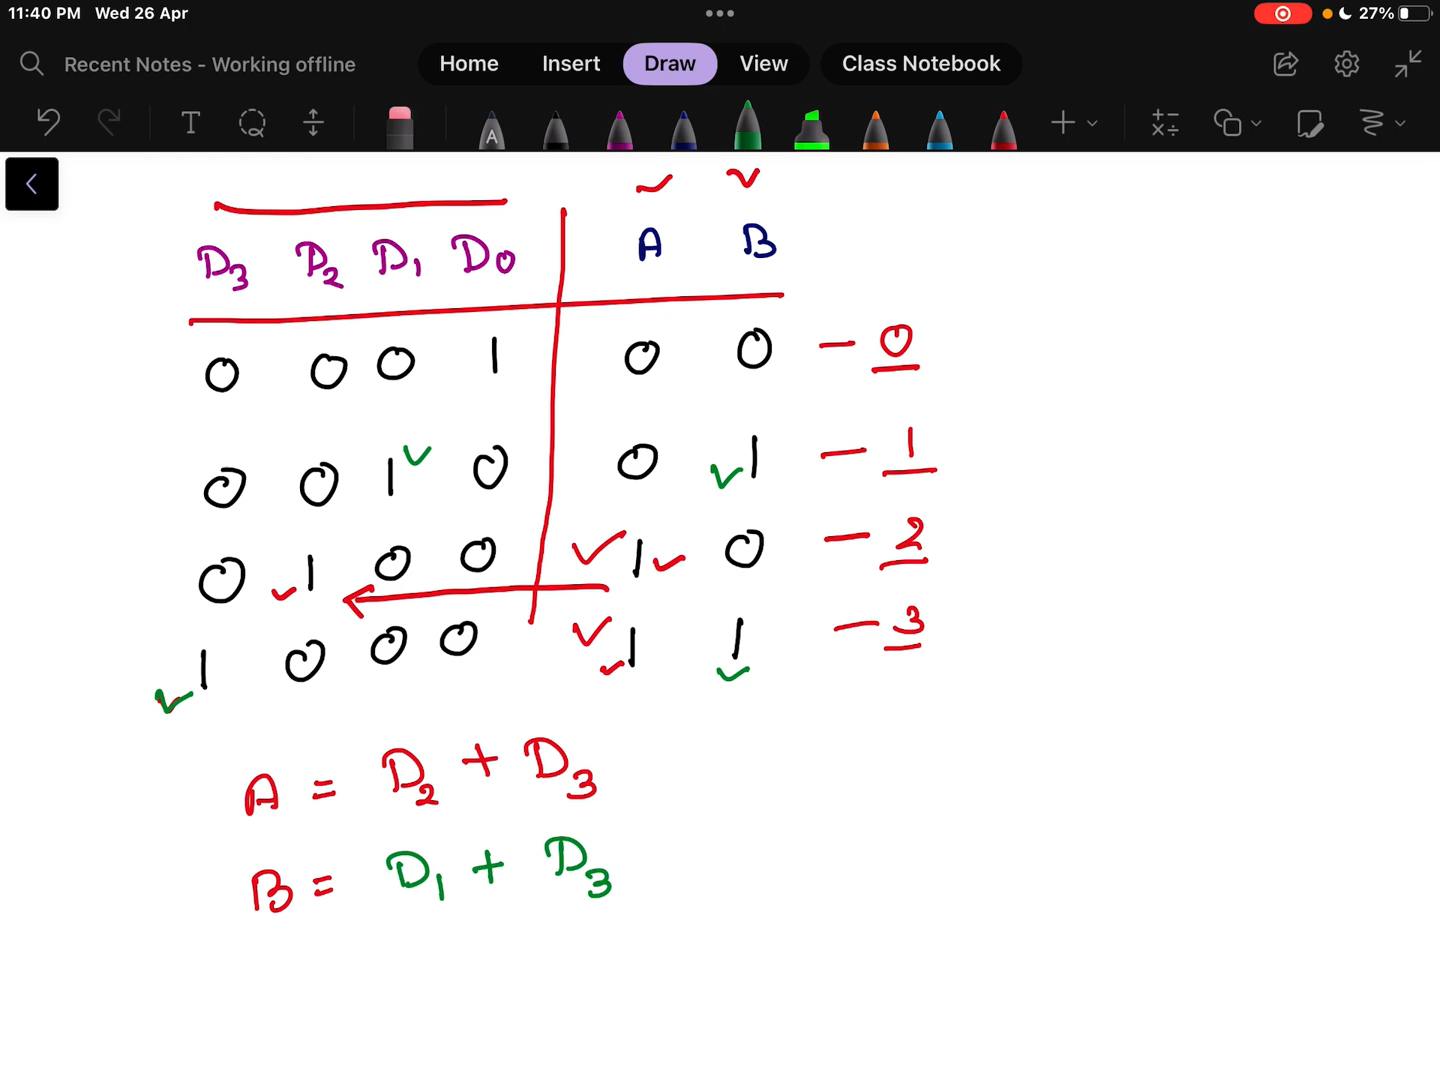 11:40 PM Wed 26 Apr 27%
Recent Notes - Working offline Home Insert Draw View Class Notebook
T A
D3 D2 D1 D0 A B
0 0 0 1 0 0 - 0
0 0 1 0 0 1 - 1
0 1 0 0 1 0 - 2
1 0 0 0 1 1 - 3
A = D2 + D3
B = D1 + D3